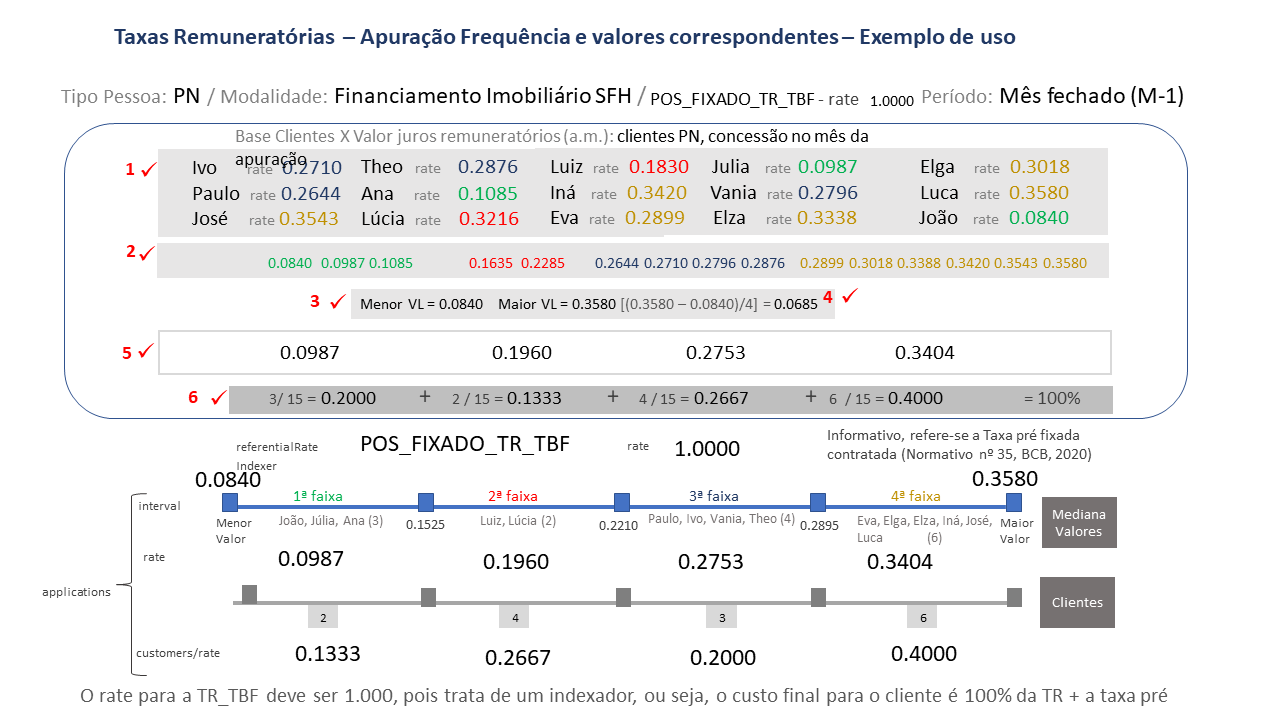 Taxas Remuneratórias – Apuração Frequência e valores correspondentes – Exemplo de uso
Tipo Pessoa: PN / Modalidade: Financiamento Imobiliário SFH / POS_FIXADO_TR_TBF - rate 1.0000 Período: Mês fechado (M-1)
Base Clientes X Valor juros remuneratórios (a.m.): clientes PN, concessão no mês da
apuração
1 Ivo rate 0.2710 Theo rate 0.2876 Luiz rate 0.1830 Julia rate 0.0987 Elga rate 0.3018
Paulo rate 0.2644 Ana rate 0.1085 Iná rate 0.3420 Vania rate 0.2796 Luca rate 0.3580
José rate 0.3543 Lúcia rate 0.3216 Eva rate 0.2899 Elza rate 0.3338 João rate 0.0840
2 0.0840 0.0987 0.1085 0.1635 0.2285 0.2644 0.2710 0.2796 0.2876 0.2899 0.3018 0.3388 0.3420 0.3543 0.3580
3 Menor VL = 0.0840 Maior VL = 0.3580 [(0.3580 – 0.0840)/4] = 0.0685 4
5 0.0987 0.1960 0.2753 0.3404
6 3/ 15 = 0.2000 + 2 / 15 = 0.1333 + 4 / 15 = 0.2667 + 6 / 15 = 0.4000 = 100%
referentialRate
Indexer
POS_FIXADO_TR_TBF rate 1.0000
Informativo, refere-se a Taxa pré fixada
contratada (Normativo nº 35, BCB, 2020)
0.0840 0.3580
interval 1ª faixa 2ª faixa 3ª faixa 4ª faixa
Menor
Valor
João, Júlia, Ana (3) 0.1525 Luiz, Lúcia (2) 0.2210 Paulo, Ivo, Vania, Theo (4) 0.2895 Eva, Elga, Elza, Iná, José,
Luca (6)
Maior
Valor
Mediana
Valores
rate 0.0987 0.1960 0.2753 0.3404
applications
2 4 3 6 Clientes
customers/rate 0.1333 0.2667 0.2000 0.4000
O rate para a TR_TBF deve ser 1.000, pois trata de um indexador, ou seja, o custo final para o cliente é 100% da TR + a taxa pré